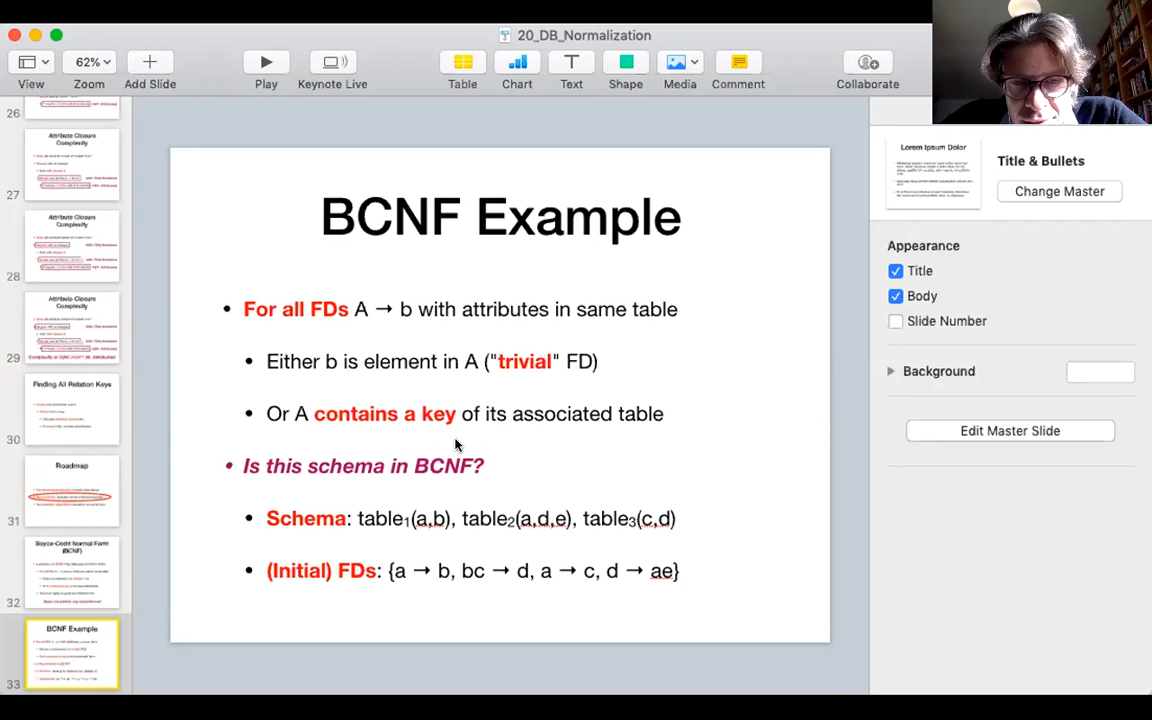 20_DB_Normalization
62%
View
Zoom
Add Slide
Play
Keynote Live
Table
Chart
Text
Shape
Media
Comment
Collaborate
26
Attribute Closure
Complexity
27
Attribute Closure
Complexity
28
Attribute Closure
Complexity
29
Finding All Relation Keys
30
Roadmap
31
Boyce-Codd Normal Form
(BCNF)
32
BCNF Example
33
BCNF Example
• For all FDs A → b with attributes in same table
• Either b is element in A ("trivial" FD)
• Or A contains a key of its associated table
• Is this schema in BCNF?
• Schema: table₁(a,b), table₂(a,d,e), table₃(c,d)
• (Initial) FDs: {a → b, bc → d, a → c, d → ae}
Lorem Ipsum Dolor
Title & Bullets
Change Master
Appearance
Title
Body
Slide Number
Background
Edit Master Slide